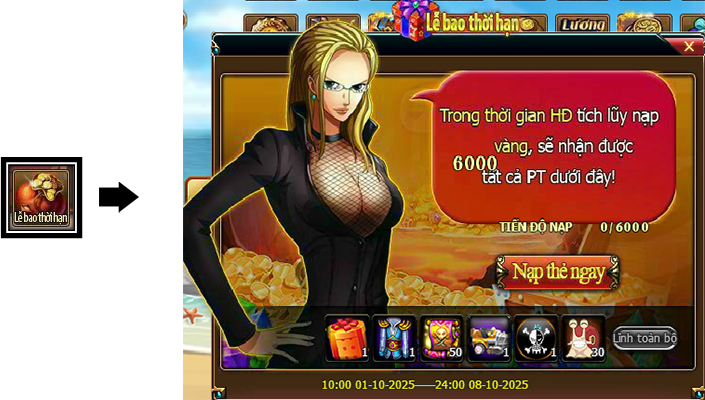 Lễ bao thời hạn
Lương
Lễ bao thời hạn
X
Trong thời gian HĐ tích lũy nạp
6000 vàng, sẽ nhận được
tất cả PT dưới đây!
TIẾN ĐỘ NẠP 0/6000
Nạp thẻ ngay
1
1
50
1
1
30
Lĩnh toàn bộ
10:00 01-10-2025——24:00 08-10-2025